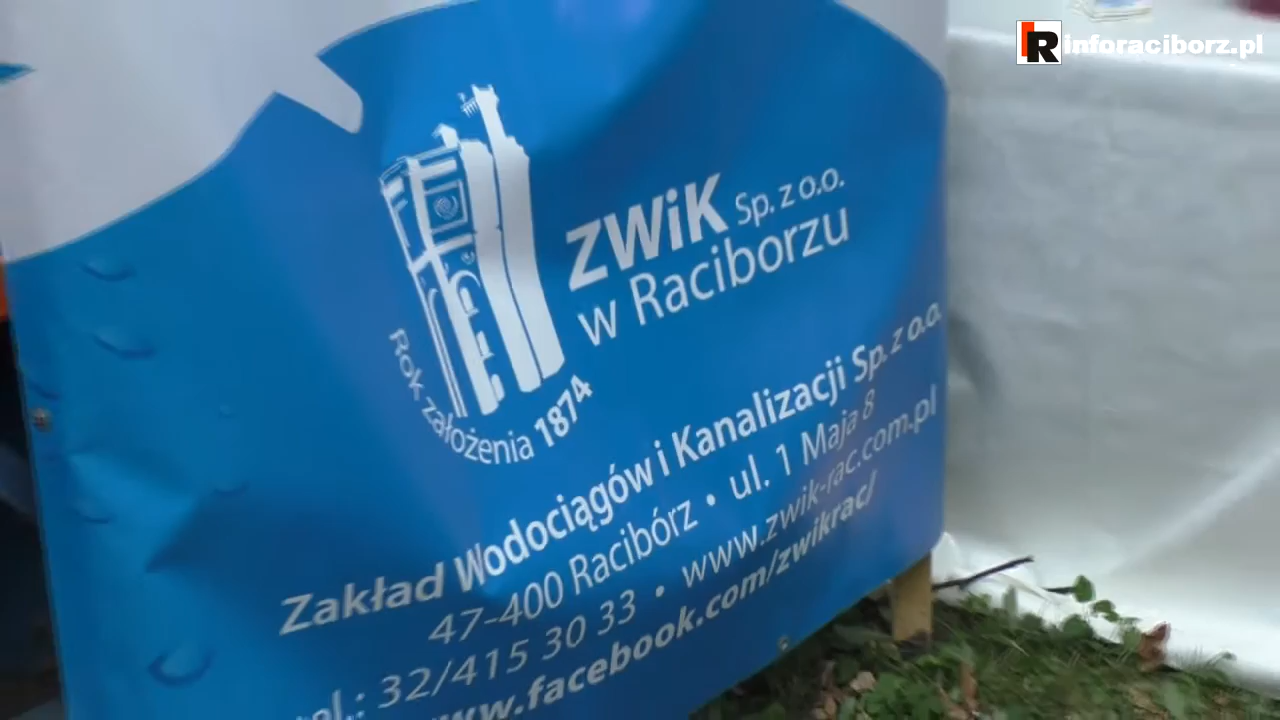 inforaciborz.pl
ZWiK Sp. z o.o.
w Raciborzu
Rok założenia 1874
Zakład Wodociągów i Kanalizacji Sp. z o.o.
47-400 Racibórz • ul. 1 Maja 8
tel.: 32/415 30 33 • www.zwik-rac.com.pl
www.facebook.com/zwikrac/